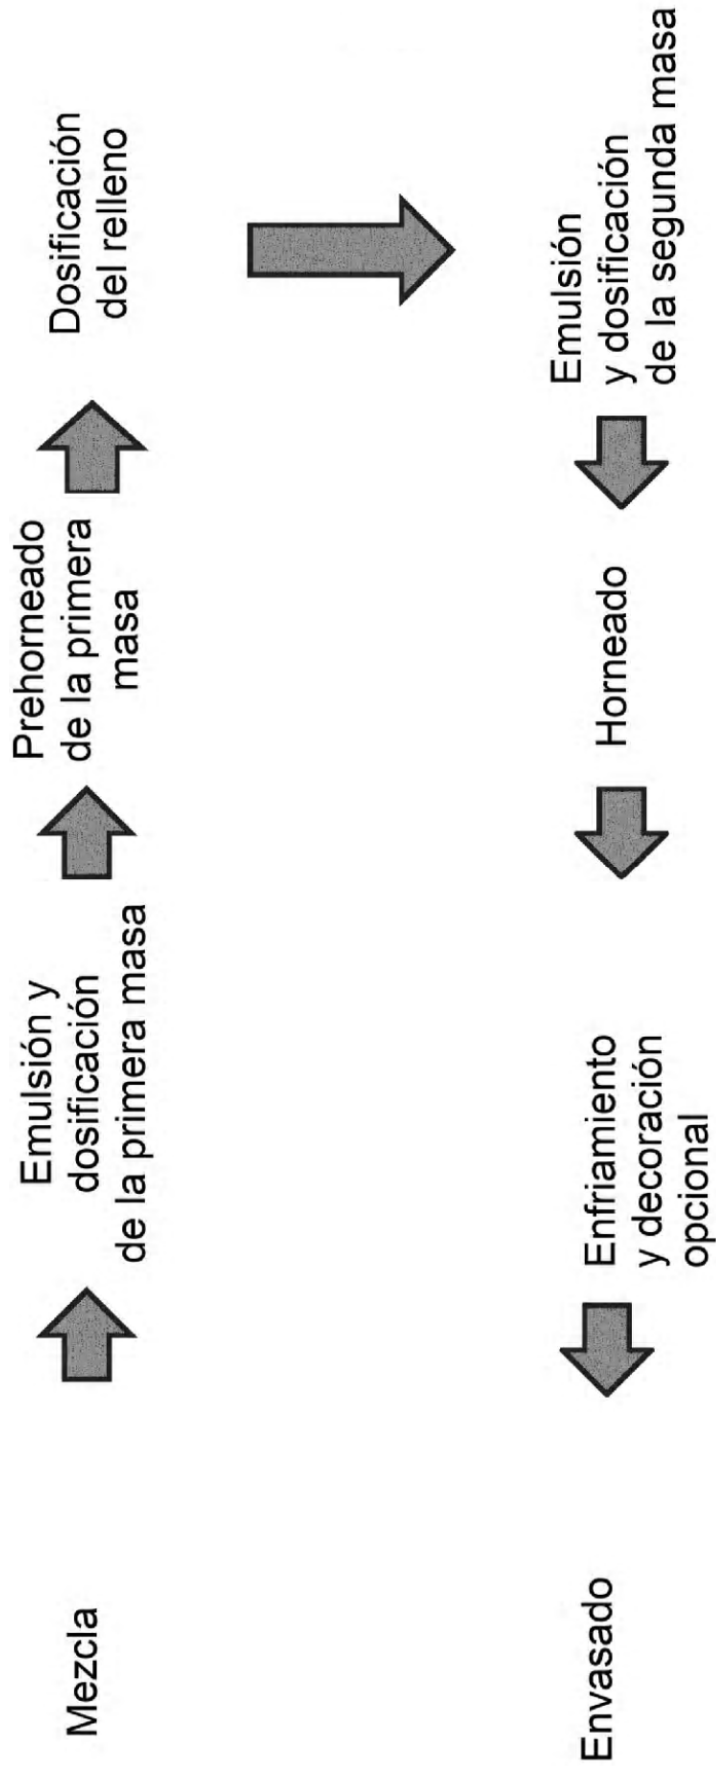 Mezcla
Emulsión y
dosificación
de la primera masa
Prehorneado
de la primera
masa
Dosificación
del relleno
Emulsión
y dosificación
de la segunda masa
Horneado
Enfriamiento
y decoración
opcional
Envasado